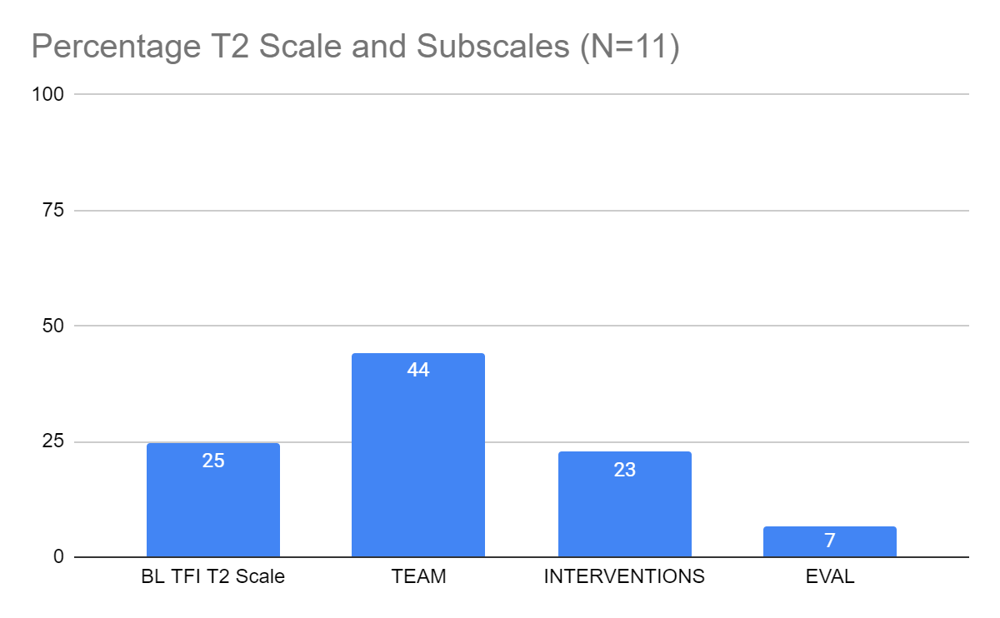 Percentage T2 Scale and Subscales (N=11)
100
75
50
25
0
25
44
23
7
BL TFI T2 Scale
TEAM
INTERVENTIONS
EVAL